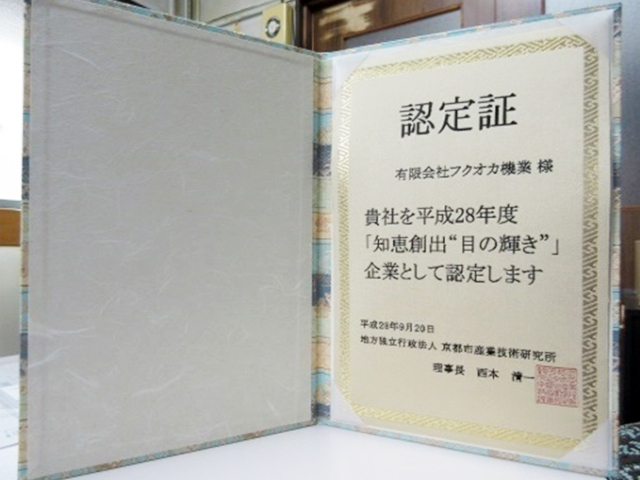 認定証
有限会社フクオカ機業 様
貴社を平成28年度
「知恵創出“目の輝き”」
企業として認定します
平成28年9月20日
地方独立行政法人 京都市産業技術研究所
理事長 西本 清一